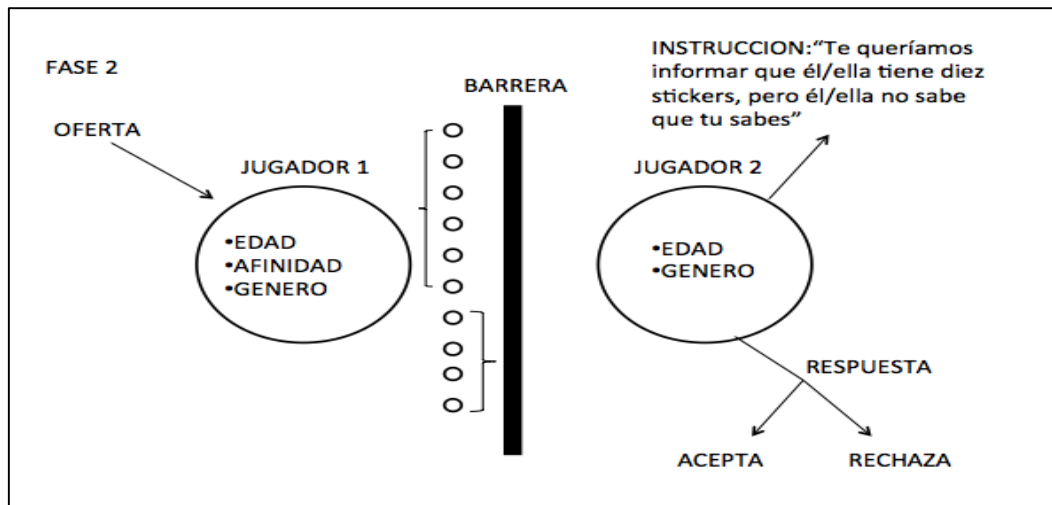 FASE 2
OFERTA
JUGADOR 1
•EDAD
•AFINIDAD
•GENERO
BARRERA
INSTRUCCION:“Te queríamos
informar que él/ella tiene diez
stickers, pero él/ella no sabe
que tu sabes”
JUGADOR 2
•EDAD
•GENERO
RESPUESTA
ACEPTA
RECHAZA